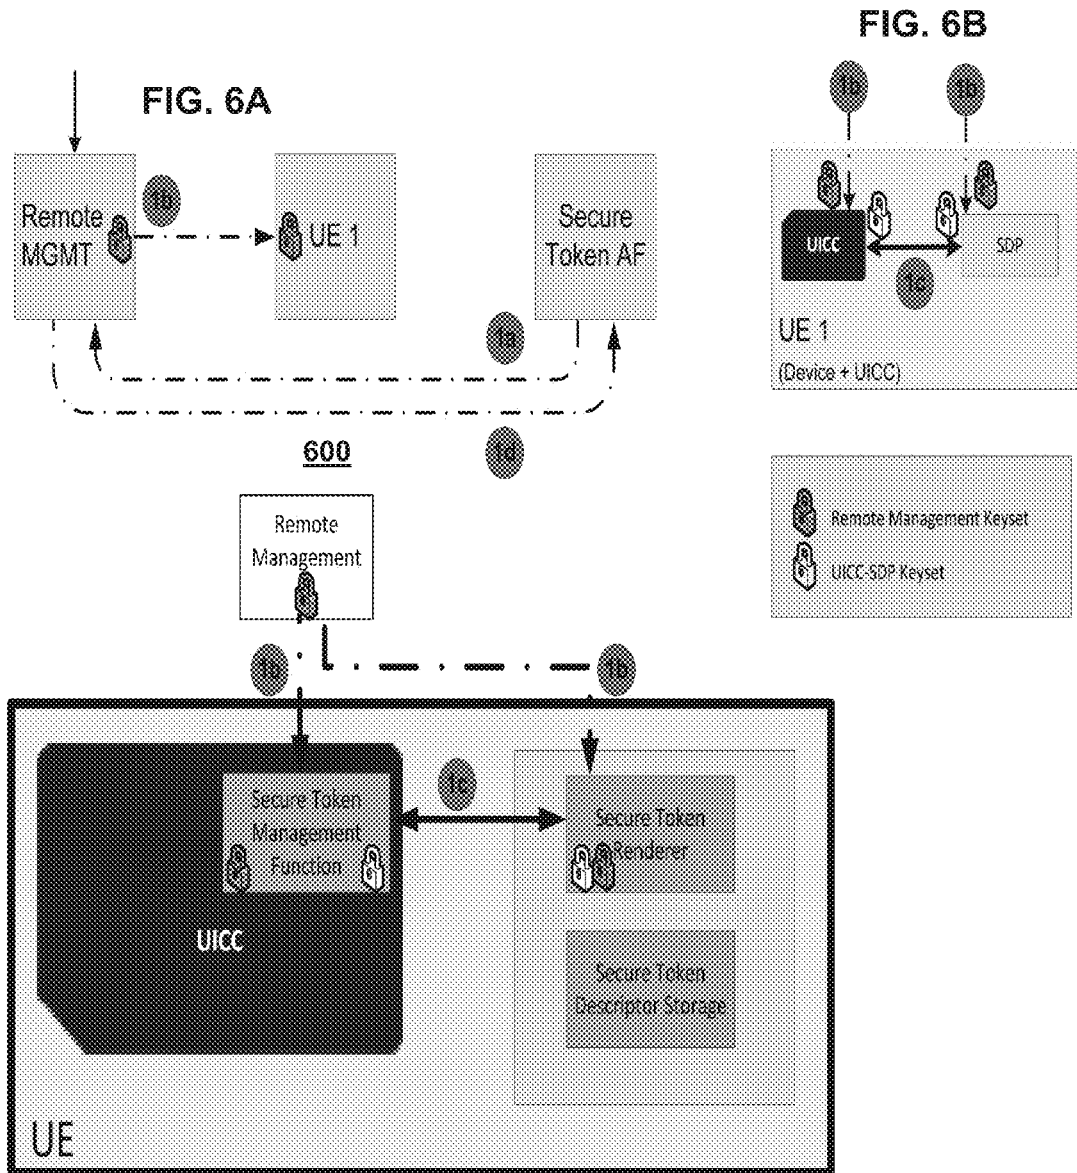 FIG. 6B
FIG. 6A
1b
1b
Remote
MGMT
1b
UE 1
Secure
Token AF
UICC
SDP
1c
UE 1
(Device + UICC)
1a
1d
600
Remote Management Keyset
UICC-SDP Keyset
Remote
Management
1b
1b
Secure Token
Management
Function
1c
Secure Token
Renderer
UICC
Secure Token
Descriptor Storage
UE